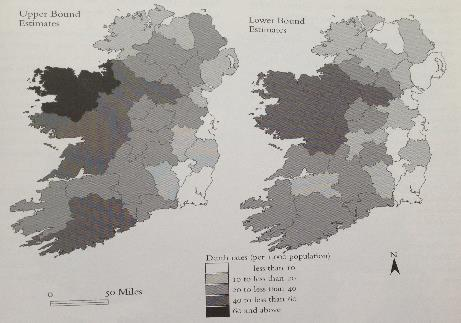 Upper Bound
Estimates
Lower Bound
Estimates
Death rates (per 1,000 population)
less than 10
10 to less than 20
20 to less than 40
40 to less than 60
60 and above
0 50 Miles
N